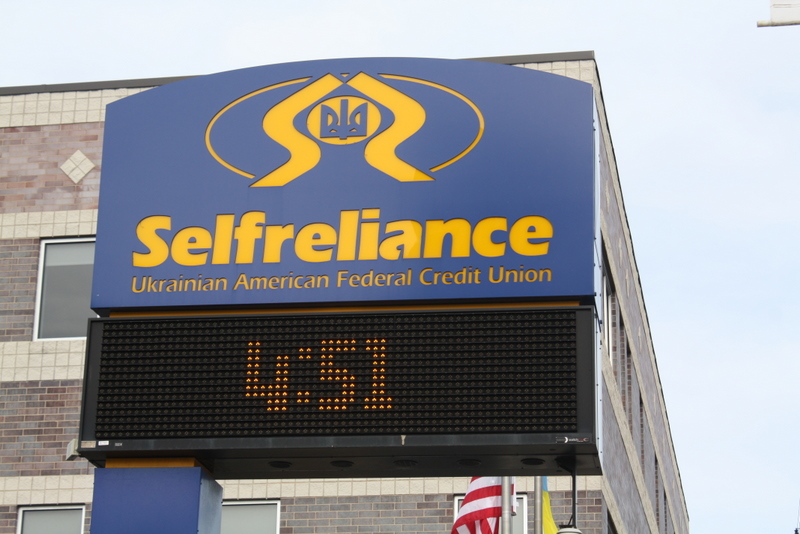 Selfreliance
Ukrainian American Federal Credit Union
4:51